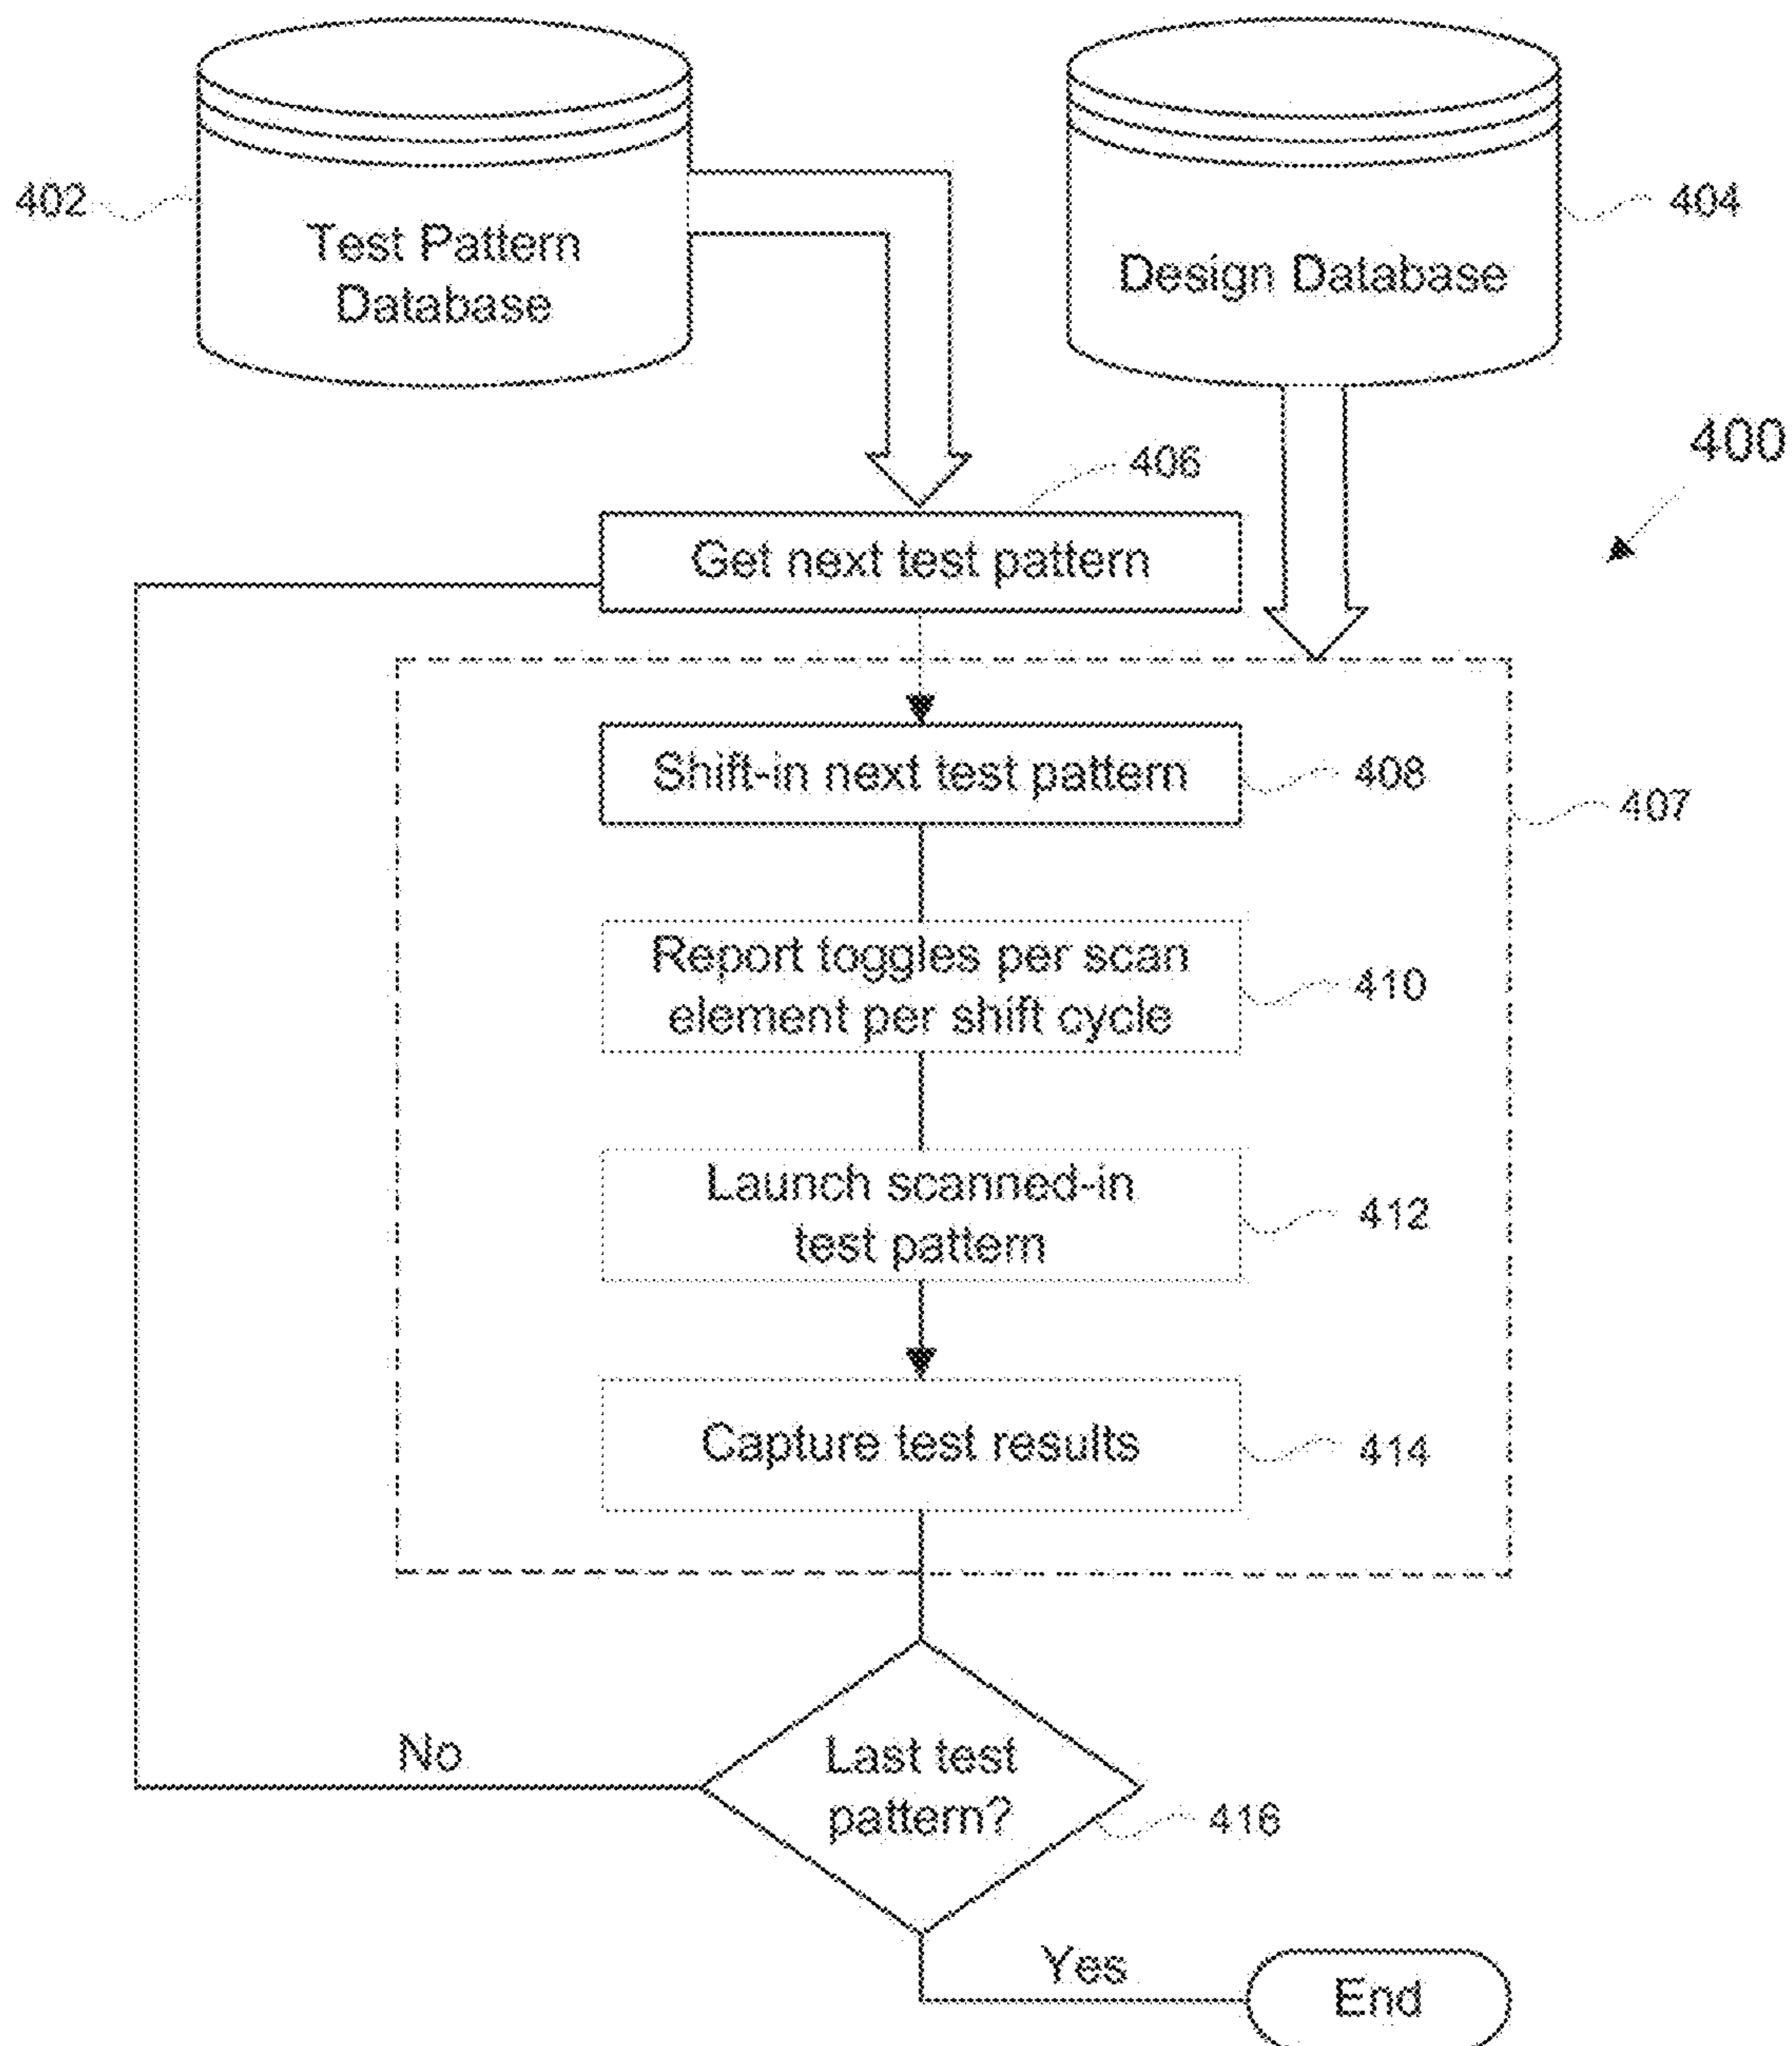 402
Test Pattern
Database
Design Database
404
400
406
Get next test pattern
Shift-in next test pattern
408
407
Report toggles per scan
element per shift cycle
410
Launch scanned-in
test pattern
412
Capture test results
414
No
Last test
pattern?
416
Yes
End